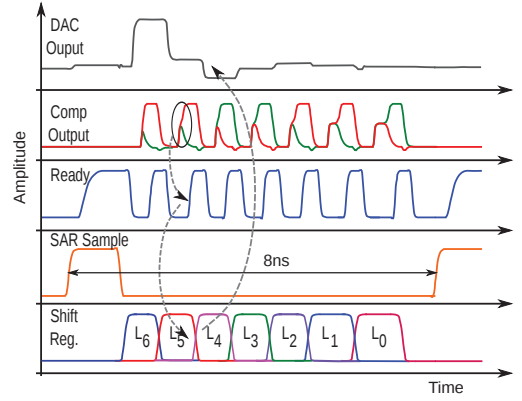 DAC
Ouput
Comp
Output
Ready
SAR Sample
8ns
Shift
Reg.
L6 L5 L4 L3 L2 L1 L0
Amplitude
Time